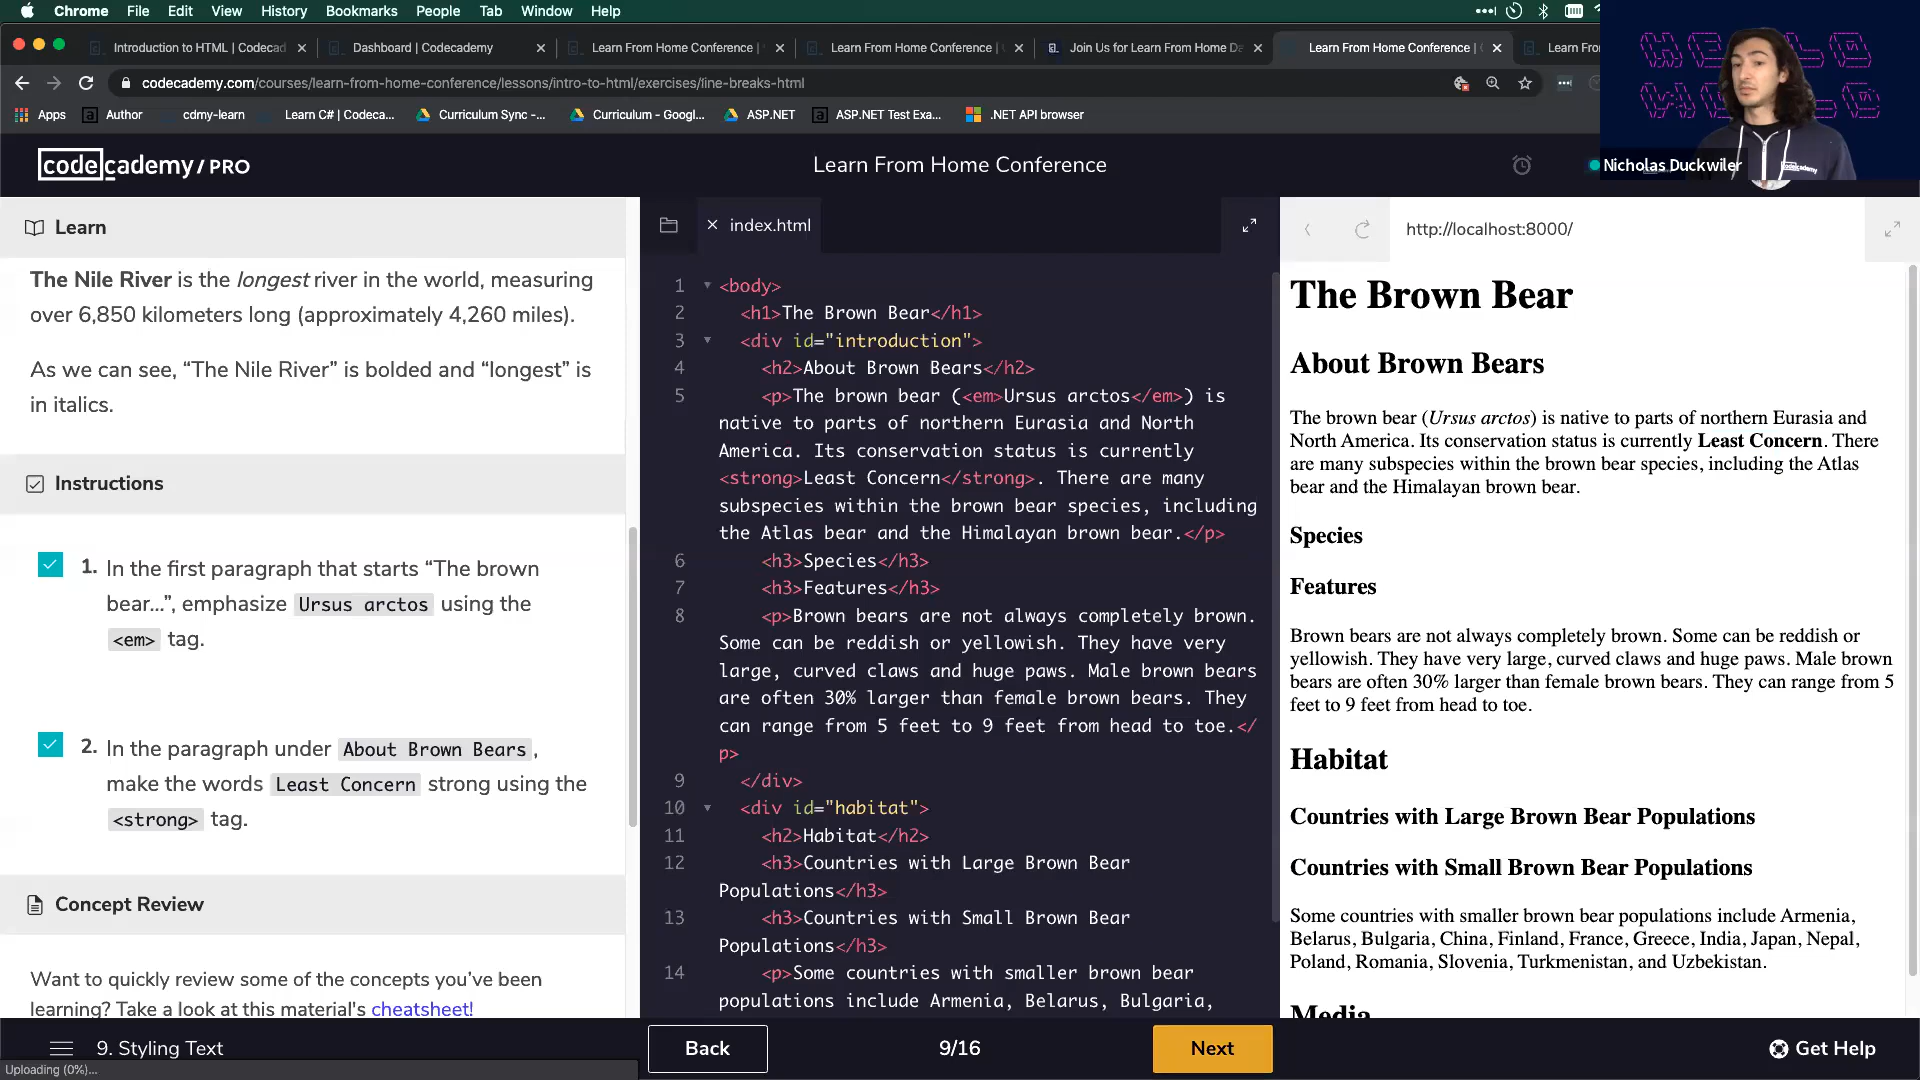 Chrome File Edit View History Bookmarks People Tab Window Help
Introduction to HTML | Codecad
Dashboard | Codecademy
Learn From Home Conference |
Learn From Home Conference |
Join Us for Learn From Home Da
Learn From Home Conference |
Learn Fro
codecademy.com/courses/learn-from-home-conference/lessons/intro-to-html/exercises/line-breaks-html
Apps
Author
cdmy-learn
Learn C# | Codeca...
Curriculum Sync -...
Curriculum - Googl...
ASP.NET
ASP.NET Test Exa...
.NET API browser
Nicholas Duckwiler
codecademy / PRO
Learn From Home Conference
Learn
The Nile River is the longest river in the world, measuring
over 6,850 kilometers long (approximately 4,260 miles).
As we can see, “The Nile River” is bolded and “longest” is
in italics.
Instructions
1. In the first paragraph that starts “The brown
bear...”, emphasize Ursus arctos using the
<em> tag.
2. In the paragraph under About Brown Bears,
make the words Least Concern strong using the
<strong> tag.
Concept Review
Want to quickly review some of the concepts you’ve been
learning? Take a look at this material's cheatsheet!
9. Styling Text
Uploading (0%)...
index.html
1 <body>
2 <h1>The Brown Bear</h1>
3 <div id="introduction">
4 <h2>About Brown Bears</h2>
5 <p>The brown bear (<em>Ursus arctos</em>) is
native to parts of northern Eurasia and North
America. Its conservation status is currently
<strong>Least Concern</strong>. There are many
subspecies within the brown bear species, including
the Atlas bear and the Himalayan brown bear.</p>
6 <h3>Species</h3>
7 <h3>Features</h3>
8 <p>Brown bears are not always completely brown.
Some can be reddish or yellowish. They have very
large, curved claws and huge paws. Male brown bears
are often 30% larger than female brown bears. They
can range from 5 feet to 9 feet from head to toe.</
p>
9 </div>
10 <div id="habitat">
11 <h2>Habitat</h2>
12 <h3>Countries with Large Brown Bear
Populations</h3>
13 <h3>Countries with Small Brown Bear
Populations</h3>
14 <p>Some countries with smaller brown bear
populations include Armenia, Belarus, Bulgaria,
Back
9/16
Next
http://localhost:8000/
The Brown Bear
About Brown Bears
The brown bear (Ursus arctos) is native to parts of northern Eurasia and
North America. Its conservation status is currently Least Concern. There
are many subspecies within the brown bear species, including the Atlas
bear and the Himalayan brown bear.
Species
Features
Brown bears are not always completely brown. Some can be reddish or
yellowish. They have very large, curved claws and huge paws. Male brown
bears are often 30% larger than female brown bears. They can range from 5
feet to 9 feet from head to toe.
Habitat
Countries with Large Brown Bear Populations
Countries with Small Brown Bear Populations
Some countries with smaller brown bear populations include Armenia,
Belarus, Bulgaria, China, Finland, France, Greece, India, Japan, Nepal,
Poland, Romania, Slovenia, Turkmenistan, and Uzbekistan.
Media
Get Help